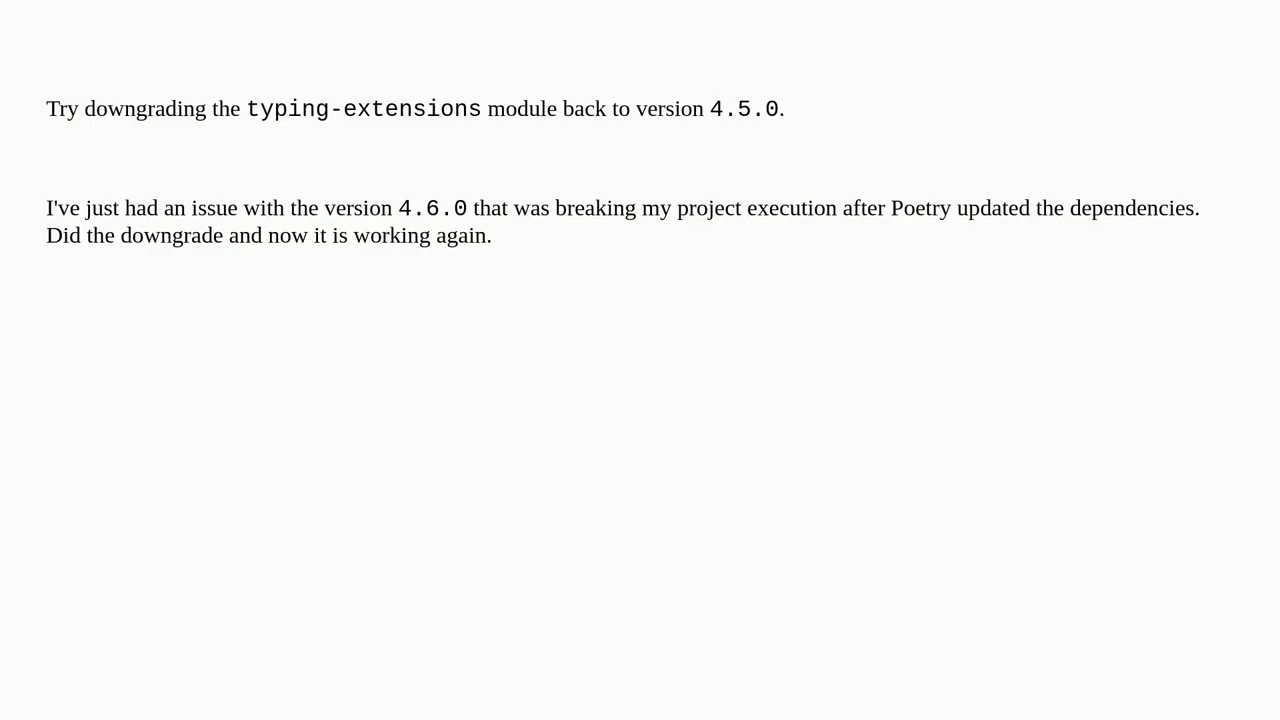 Try downgrading the typing-extensions module back to version 4.5.0.
I've just had an issue with the version 4.6.0 that was breaking my project execution after Poetry updated the dependencies.
Did the downgrade and now it is working again.